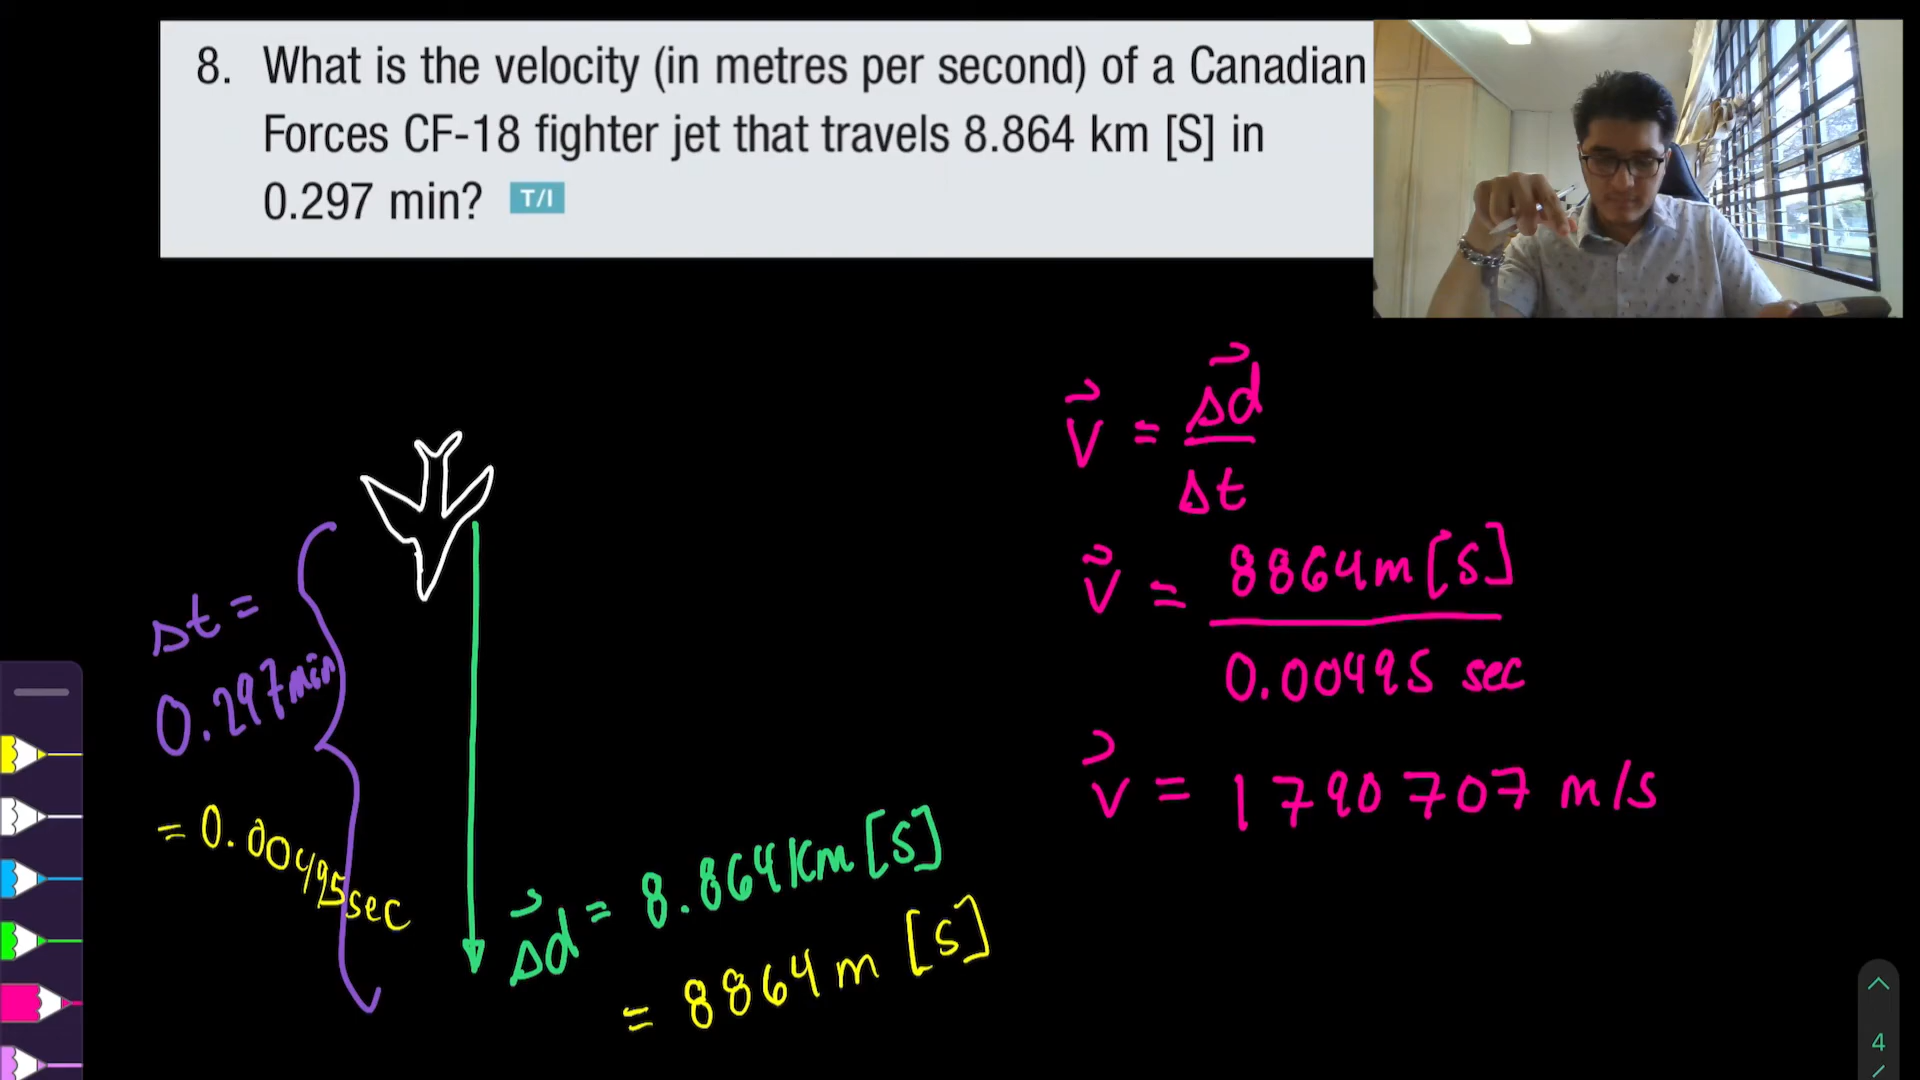 8. What is the velocity (in metres per second) of a Canadian
Forces CF-18 fighter jet that travels 8.864 km [S] in
0.297 min? T/I
v⃗ = Δd⃗
Δt
v⃗ = 8864m [S]
0.00495 sec
v⃗ = 1790707 m/s
Δt =
0.297min
= 0.00495sec
Δd⃗ = 8.864Km [S]
= 8864m [S]
4